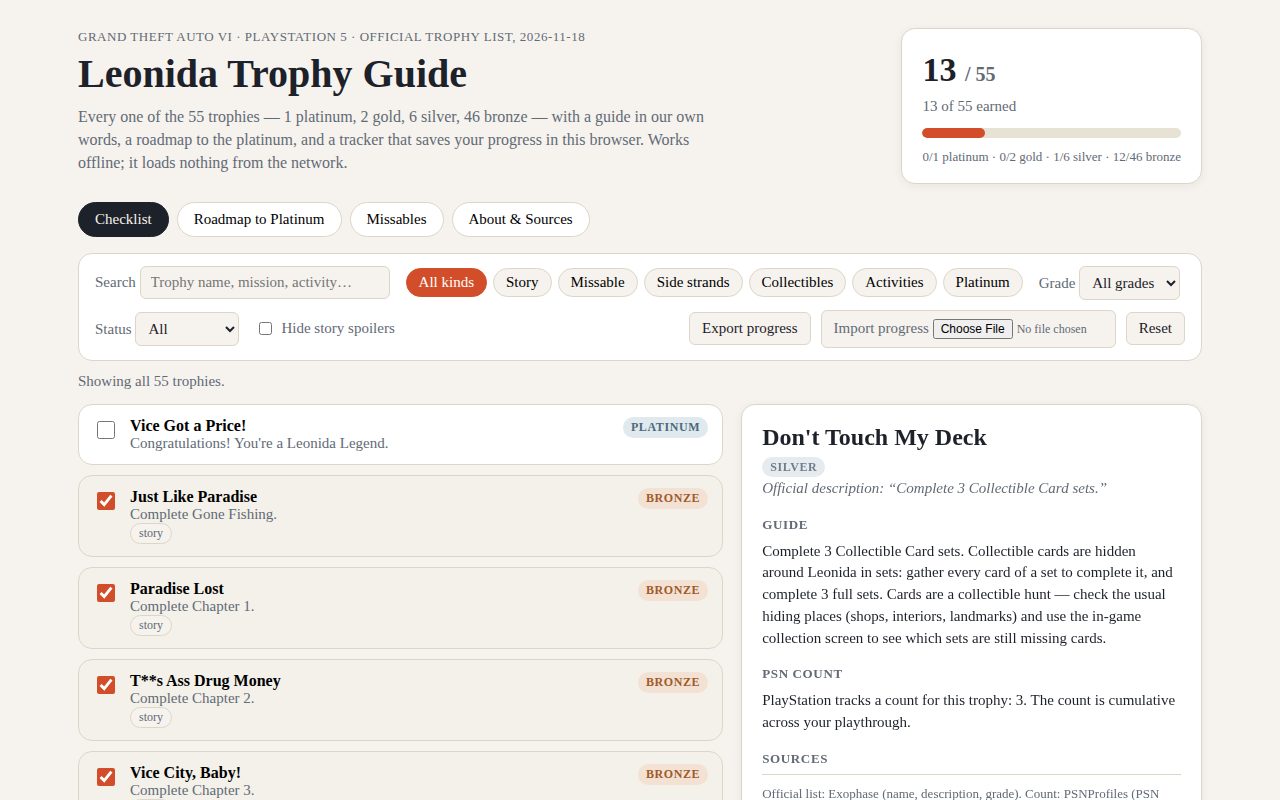 GRAND THEFT AUTO VI · PLAYSTATION 5 · OFFICIAL TROPHY LIST, 2026-11-18
Leonida Trophy Guide
Every one of the 55 trophies — 1 platinum, 2 gold, 6 silver, 46 bronze — with a guide in our own
words, a roadmap to the platinum, and a tracker that saves your progress in this browser. Works
offline; it loads nothing from the network.
13 / 55
13 of 55 earned
0/1 platinum · 0/2 gold · 1/6 silver · 12/46 bronze
Checklist Roadmap to Platinum Missables About & Sources
Search Trophy name, mission, activity… All kinds Story Missable Side strands Collectibles Activities Platinum Grade All grades
Status All Hide story spoilers Export progress Import progress Choose File No file chosen Reset
Showing all 55 trophies.
Vice Got a Price! PLATINUM
Congratulations! You're a Leonida Legend.
Just Like Paradise BRONZE
Complete Gone Fishing.
story
Paradise Lost BRONZE
Complete Chapter 1.
story
T**s Ass Drug Money BRONZE
Complete Chapter 2.
story
Vice City, Baby! BRONZE
Complete Chapter 3.
Don't Touch My Deck
SILVER
Official description: “Complete 3 Collectible Card sets.”
GUIDE
Complete 3 Collectible Card sets. Collectible cards are hidden
around Leonida in sets: gather every card of a set to complete it, and
complete 3 full sets. Cards are a collectible hunt — check the usual
hiding places (shops, interiors, landmarks) and use the in-game
collection screen to see which sets are still missing cards.
PSN COUNT
PlayStation tracks a count for this trophy: 3. The count is cumulative
across your playthrough.
SOURCES
Official list: Exophase (name, description, grade). Count: PSNProfiles (PSN